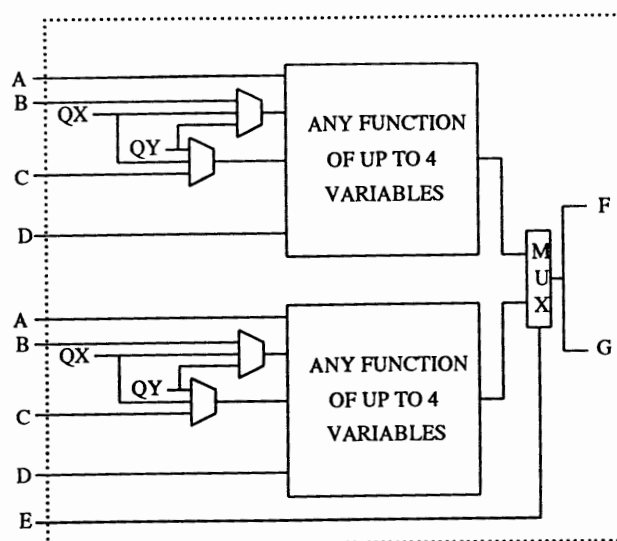 A
B
QX
ANY FUNCTION
QY
OF UP TO 4
C
VARIABLES
F
D
M
U
X
A
B
QX
G
ANY FUNCTION
QY
OF UP TO 4
C
VARIABLES
D
E